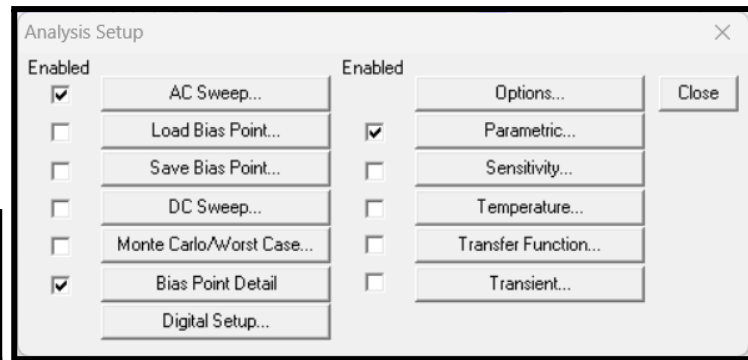 Analysis Setup
Enabled Enabled
AC Sweep... Options... Close
Load Bias Point... Parametric...
Save Bias Point... Sensitivity...
DC Sweep... Temperature...
Monte Carlo/Worst Case... Transfer Function...
Bias Point Detail Transient...
Digital Setup...